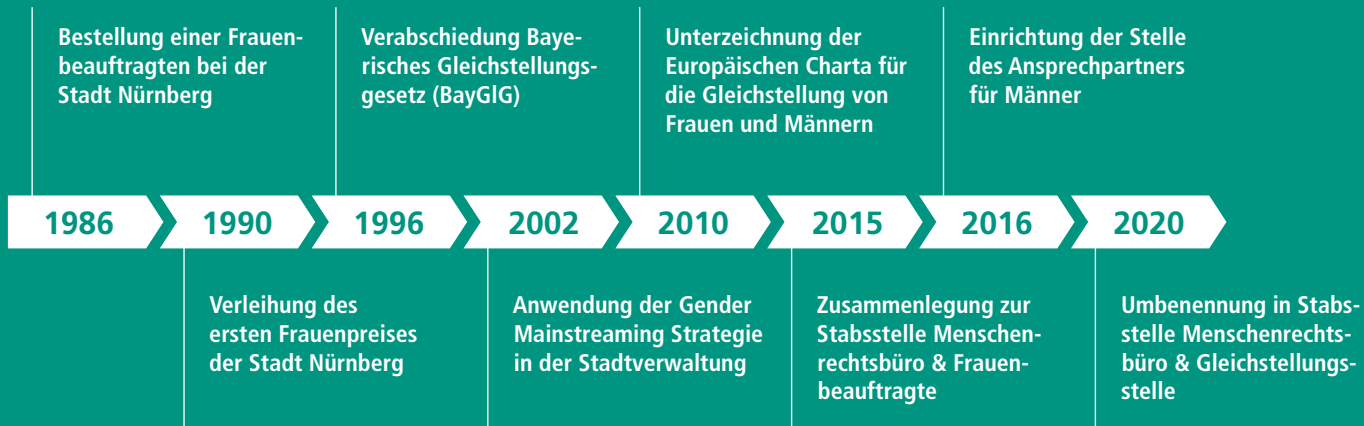 Bestellung einer Frauen-
beauftragten bei der
Stadt Nürnberg
Verabschiedung Baye-
risches Gleichstellungs-
gesetz (BayGlG)
Unterzeichnung der
Europäischen Charta für
die Gleichstellung von
Frauen und Männern
Einrichtung der Stelle
des Ansprechpartners
für Männer
1986 1990 1996 2002 2010 2015 2016 2020
Verleihung des
ersten Frauenpreises
der Stadt Nürnberg
Anwendung der Gender
Mainstreaming Strategie
in der Stadtverwaltung
Zusammenlegung zur
Stabsstelle Menschen-
rechtsbüro & Frauen-
beauftragte
Umbenennung in Stabs-
stelle Menschenrechts-
büro & Gleichstellungs-
stelle